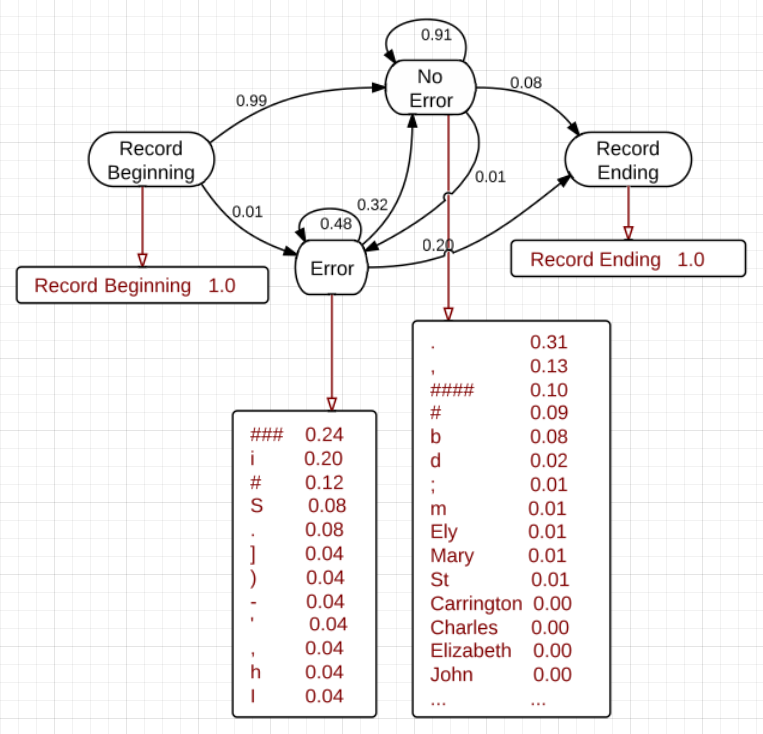 0.91
No
Error
0.99
0.08
Record
Beginning
Record
Ending
0.01
0.01
0.32
0.48
0.20
Error
Record Beginning 1.0
Record Ending 1.0
### 0.24
i 0.20
# 0.12
S 0.08
. 0.08
] 0.04
) 0.04
- 0.04
' 0.04
, 0.04
h 0.04
I 0.04
. 0.31
, 0.13
#### 0.10
# 0.09
b 0.08
d 0.02
; 0.01
m 0.01
Ely 0.01
Mary 0.01
St 0.01
Carrington 0.00
Charles 0.00
Elizabeth 0.00
John 0.00
... ...